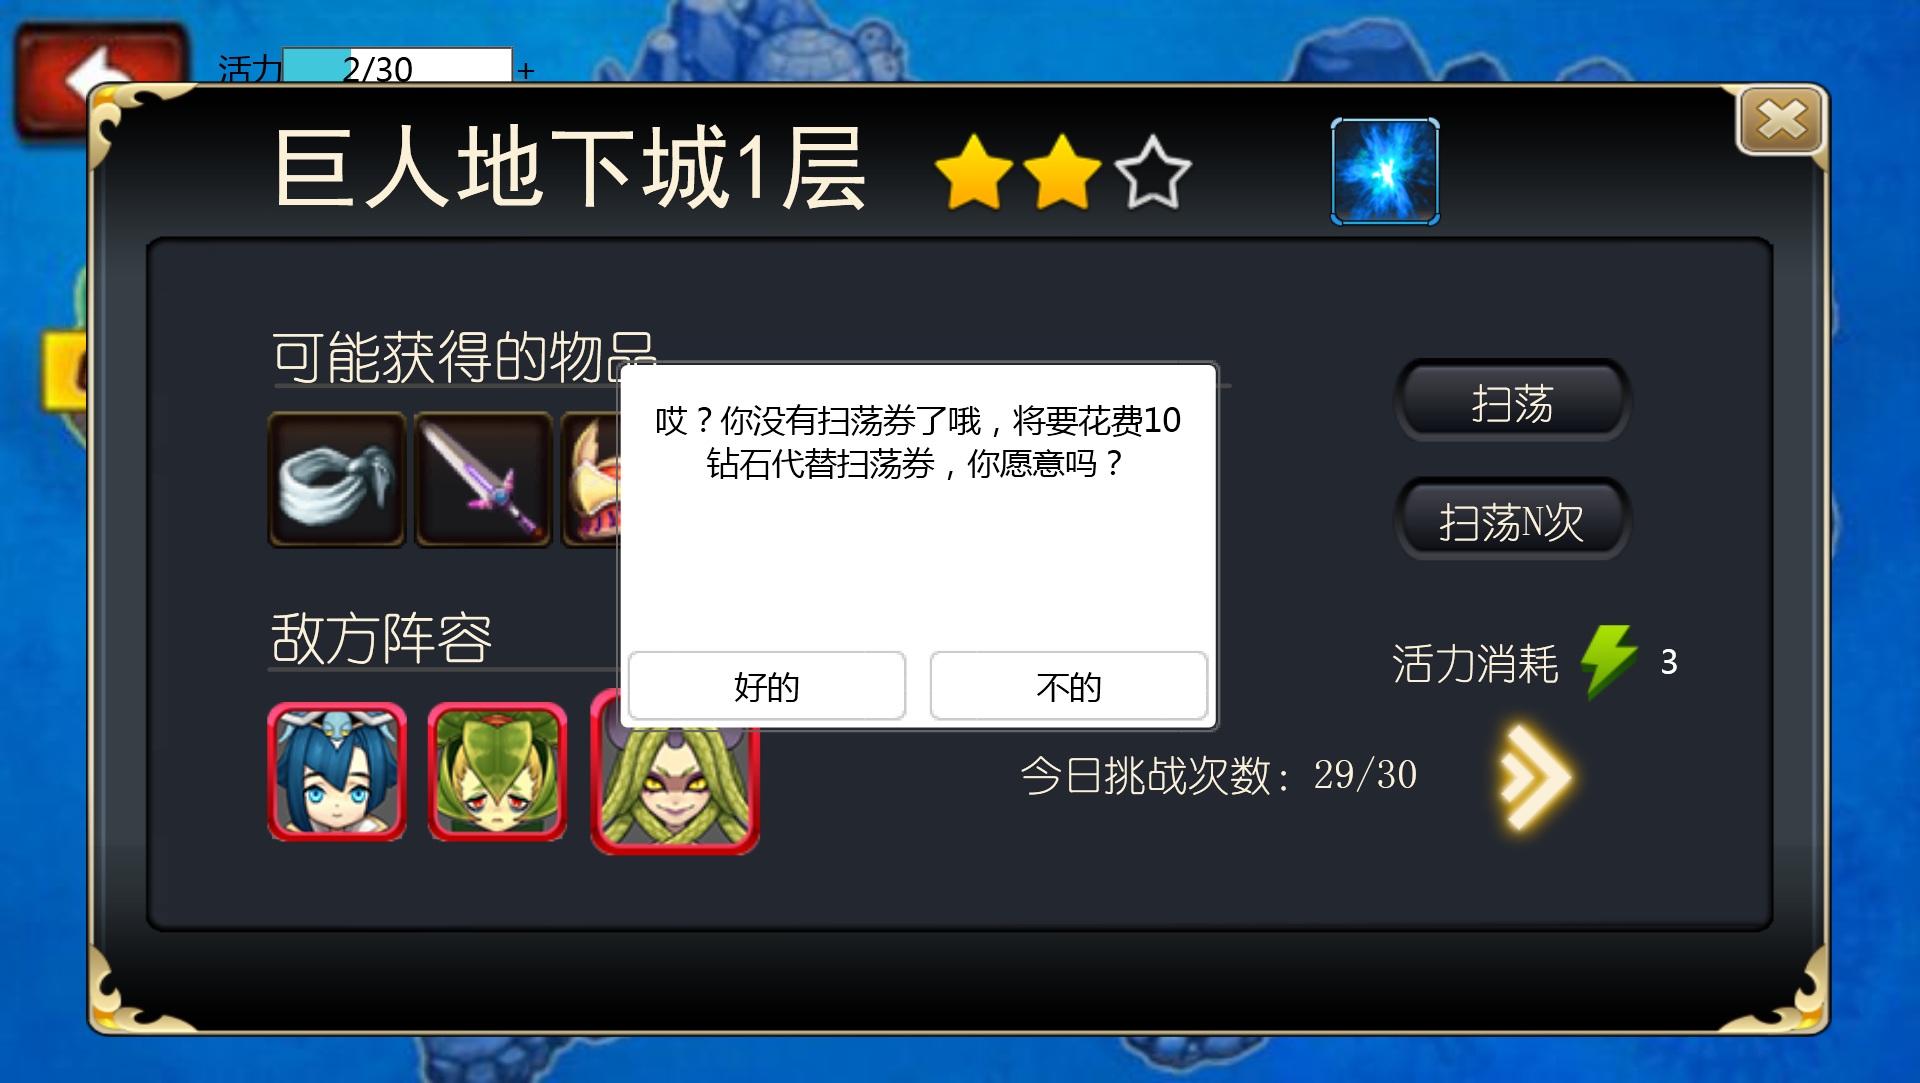 活力 2/30 +
巨人地下城1层
可能获得的物品
哎？你没有扫荡券了哦，将要花费10
钻石代替扫荡券，你愿意吗？
好的
不的
扫荡
扫荡N次
敌方阵容
活力消耗 3
今日挑战次数：29/30